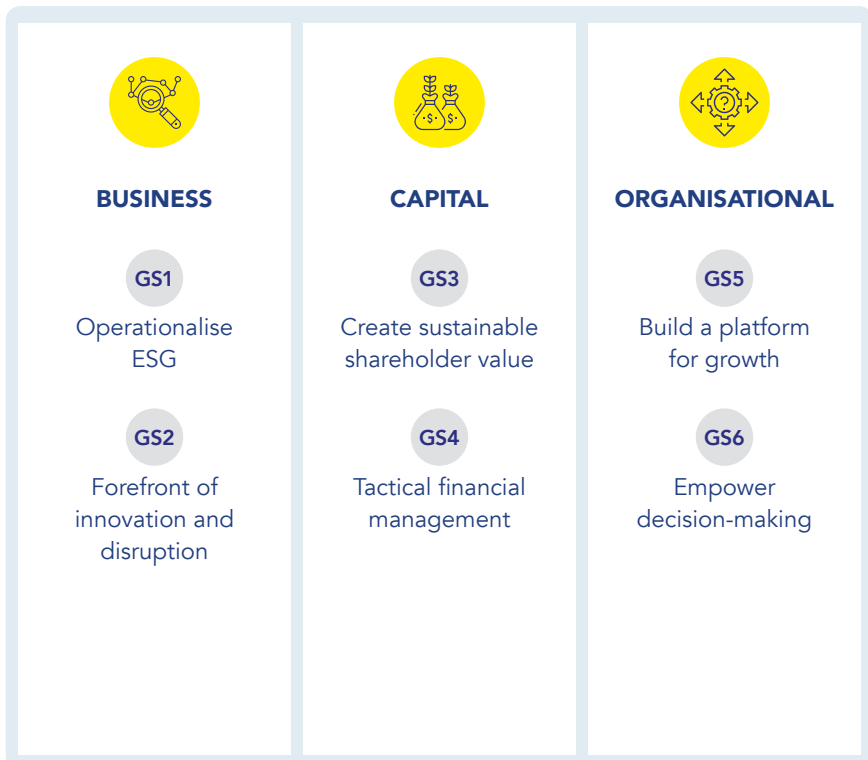 BUSINESS
GS1
Operationalise
ESG
GS2
Forefront of
innovation and
disruption
CAPITAL
GS3
Create sustainable
shareholder value
GS4
Tactical financial
management
ORGANISATIONAL
GS5
Build a platform
for growth
GS6
Empower
decision-making